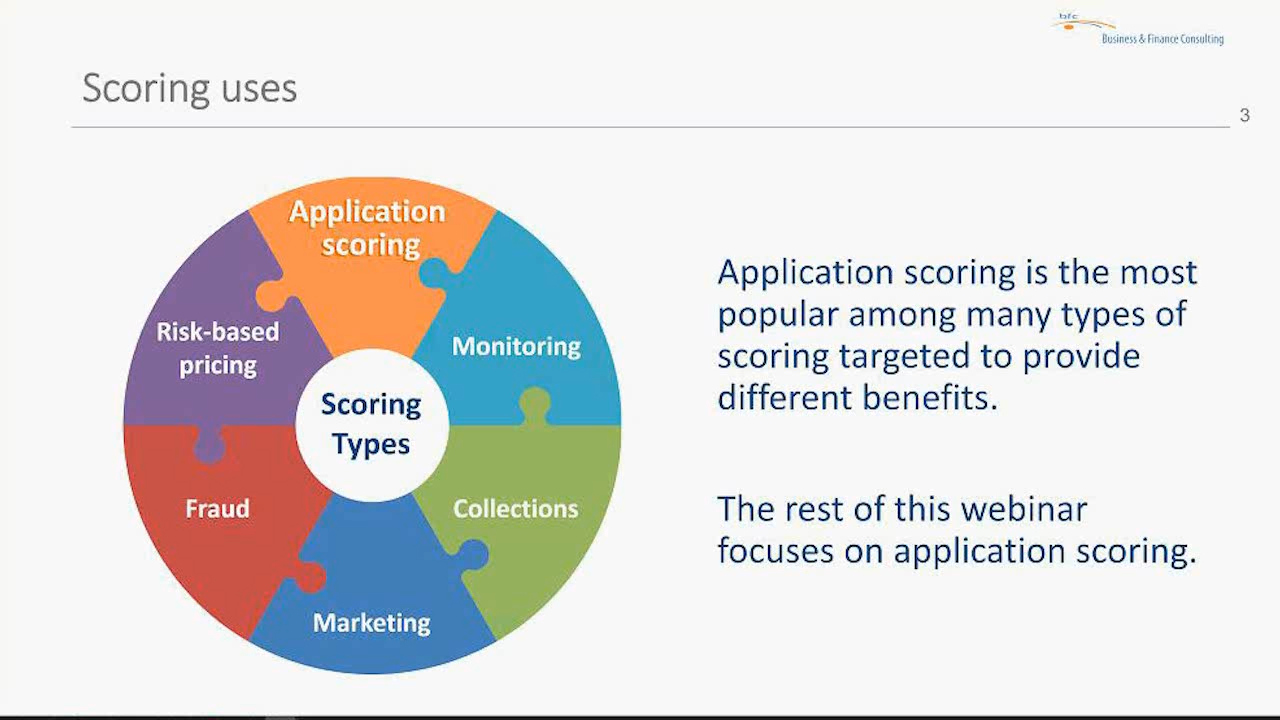 bfc
Business & Finance Consulting
Scoring uses
3
Application
scoring
Monitoring
Risk-based
pricing
Scoring
Types
Fraud
Collections
Marketing
Application scoring is the most
popular among many types of
scoring targeted to provide
different benefits.
The rest of this webinar
focuses on application scoring.